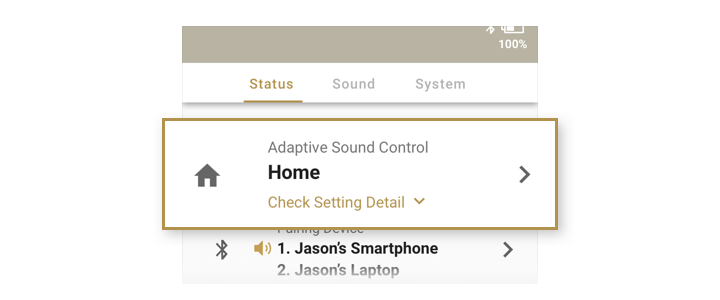 100%
Status Sound System
Adaptive Sound Control
Home
Check Setting Detail
Pairing Device
1. Jason's Smartphone
2. Jason's Laptop